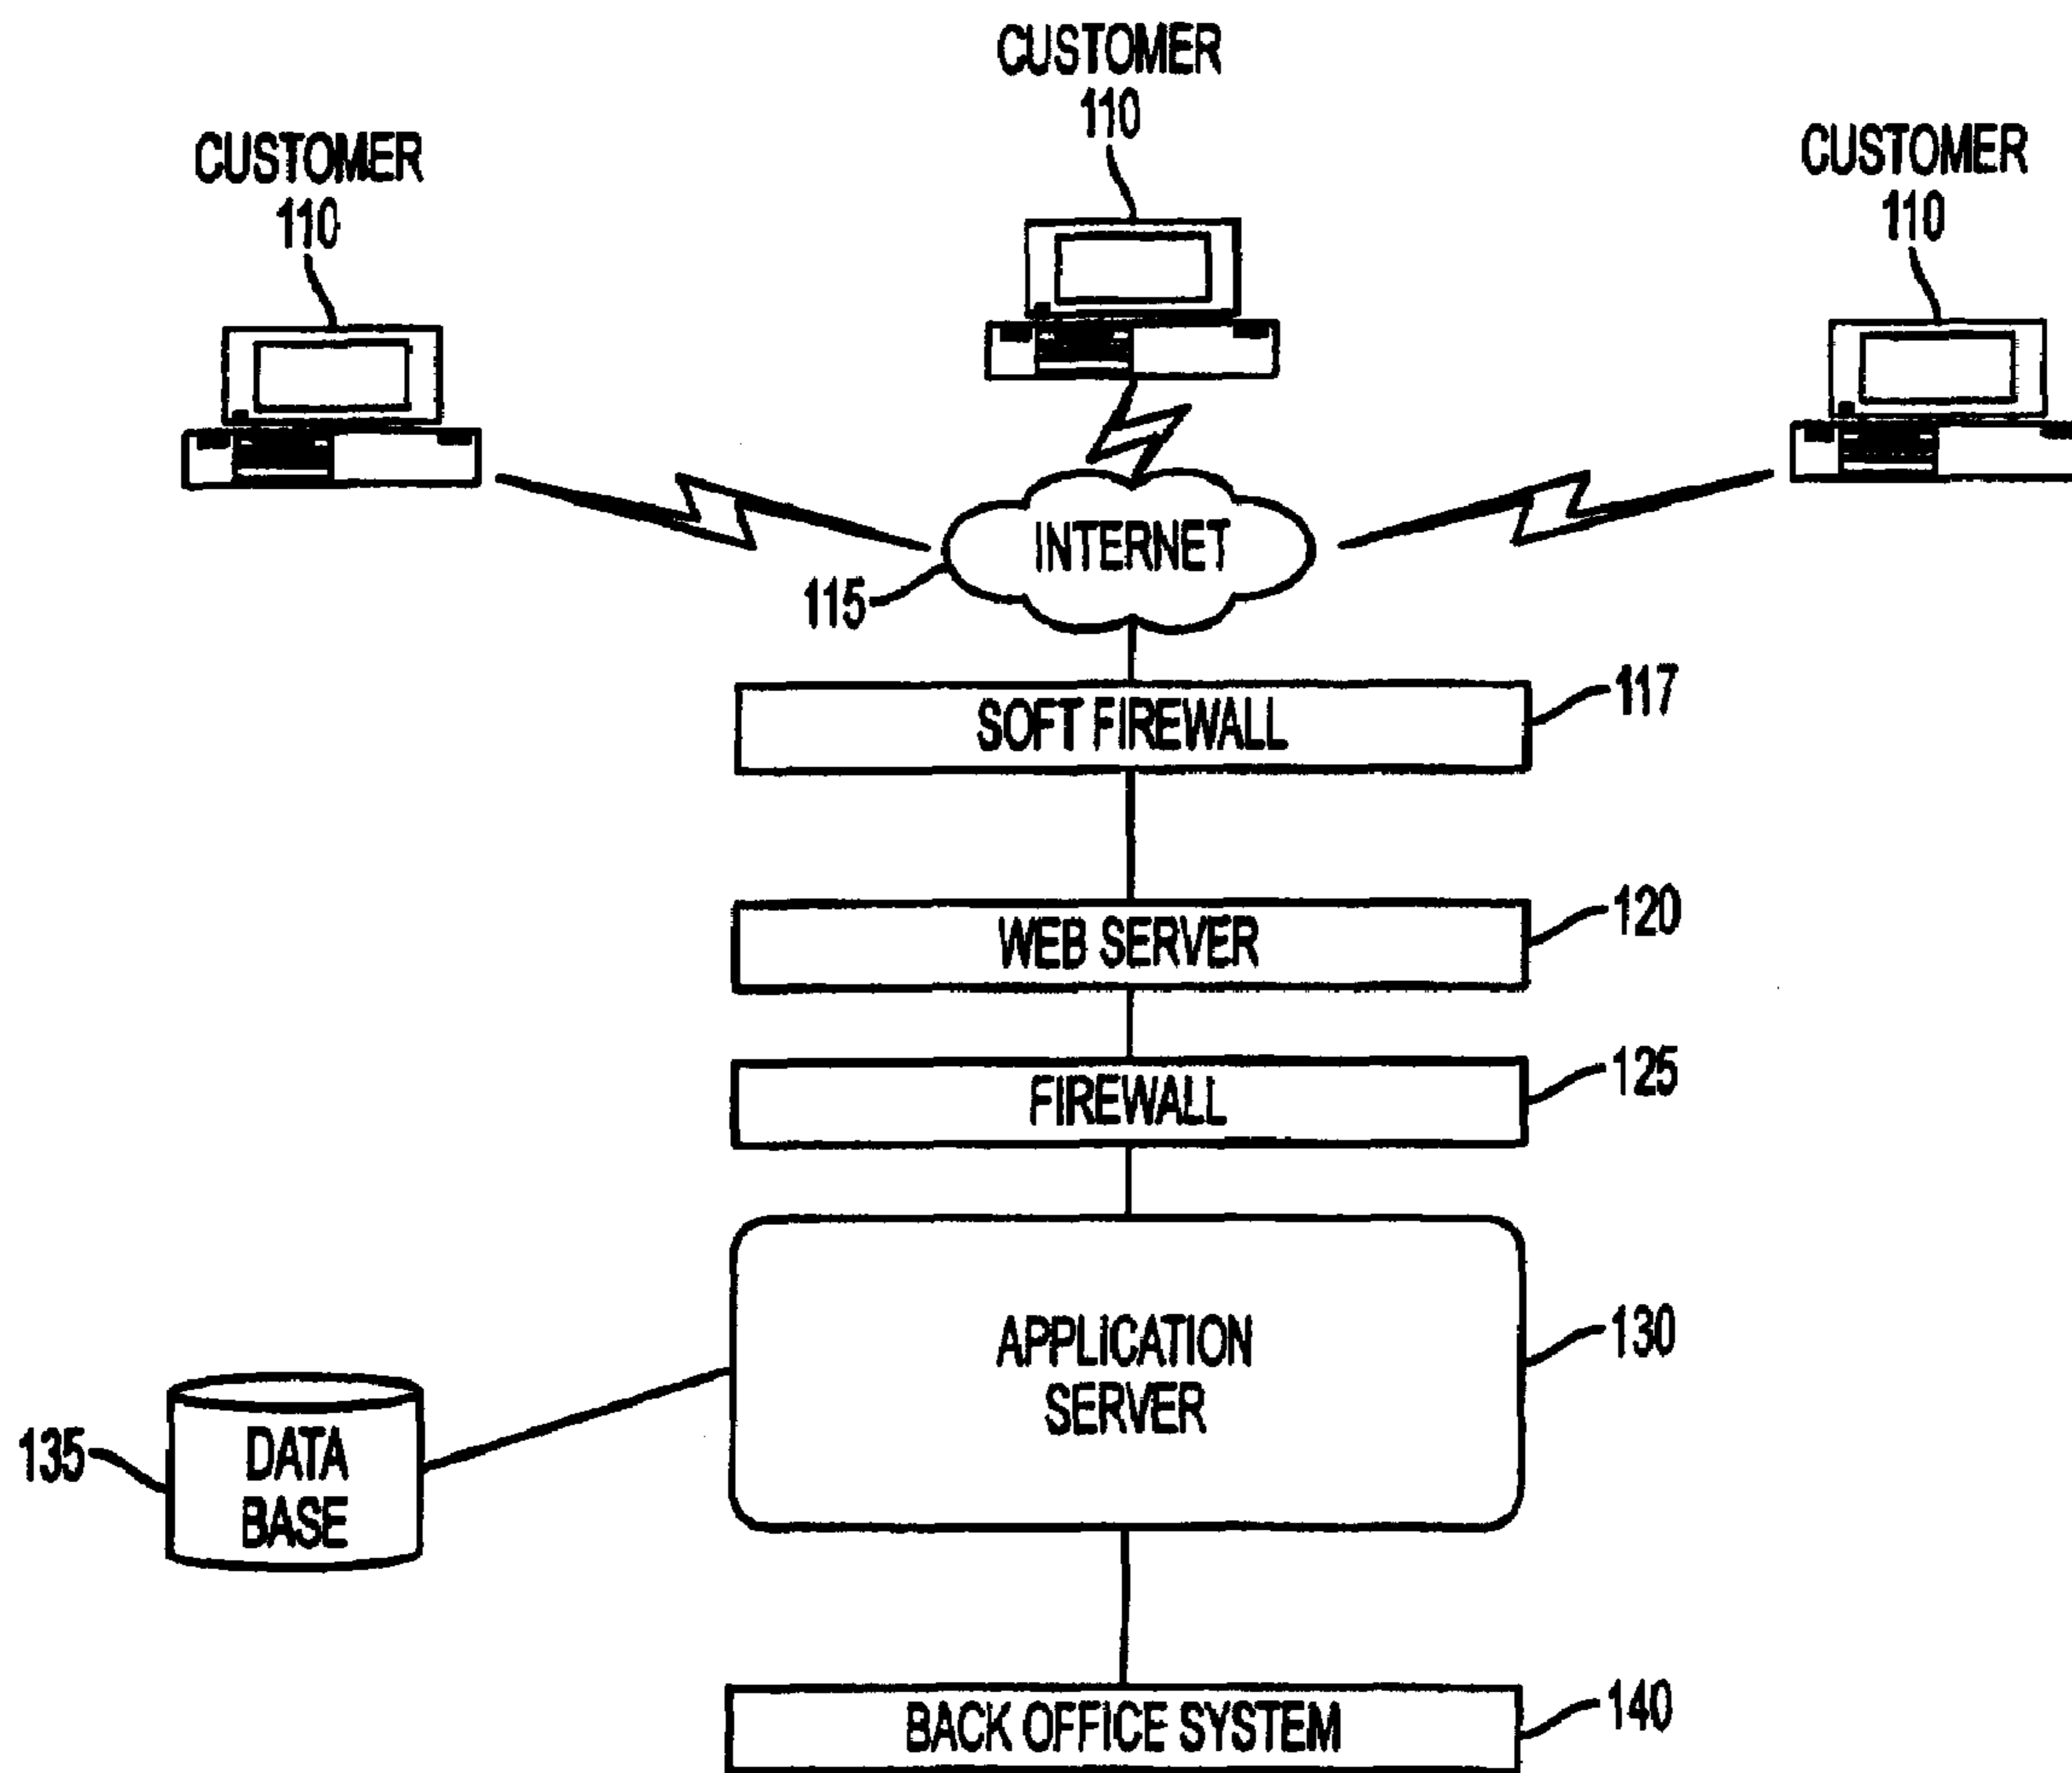 CUSTOMER
110
CUSTOMER
110
CUSTOMER
110
INTERNET
115
SOFT FIREWALL
117
WEB SERVER
120
FIREWALL
125
APPLICATION
SERVER
130
135
DATA
BASE
BACK OFFICE SYSTEM
140